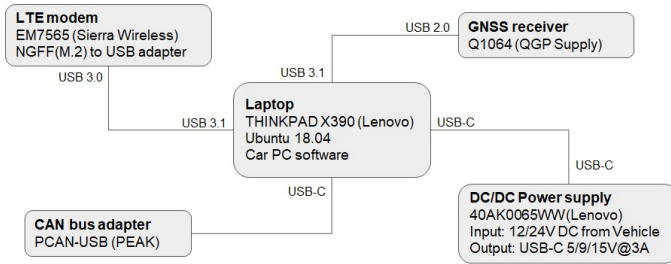 LTE modem
EM7565 (Sierra Wireless)
NGFF(M.2) to USB adapter
USB 3.0
USB 2.0
GNSS receiver
Q1064 (QGP Supply)
USB 3.1
USB 3.1
Laptop
THINKPAD X390 (Lenovo)
Ubuntu 18.04
Car PC software
USB-C
USB-C
USB-C
CAN bus adapter
PCAN-USB (PEAK)
DC/DC Power supply
40AK0065WW(Lenovo)
Input: 12/24V DC from Vehicle
Output: USB-C 5/9/15V@3A